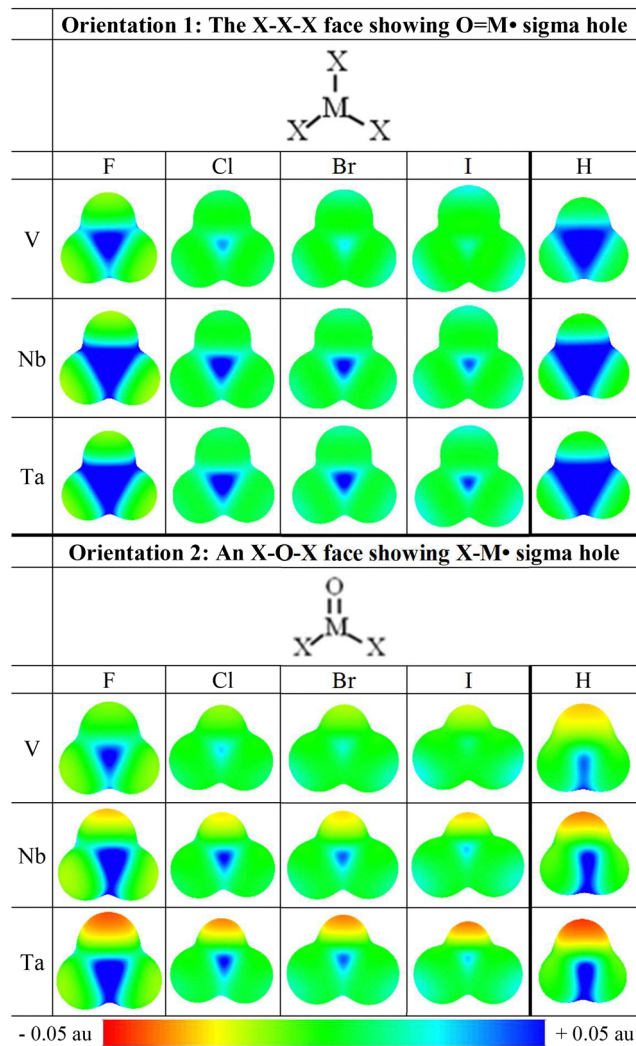 Orientation 1: The X-X-X face showing O=M• sigma hole
X
M
X X
F Cl Br I H
V
Nb
Ta
Orientation 2: An X-O-X face showing X-M• sigma hole
O
M
X X
F Cl Br I H
V
Nb
Ta
- 0.05 au + 0.05 au